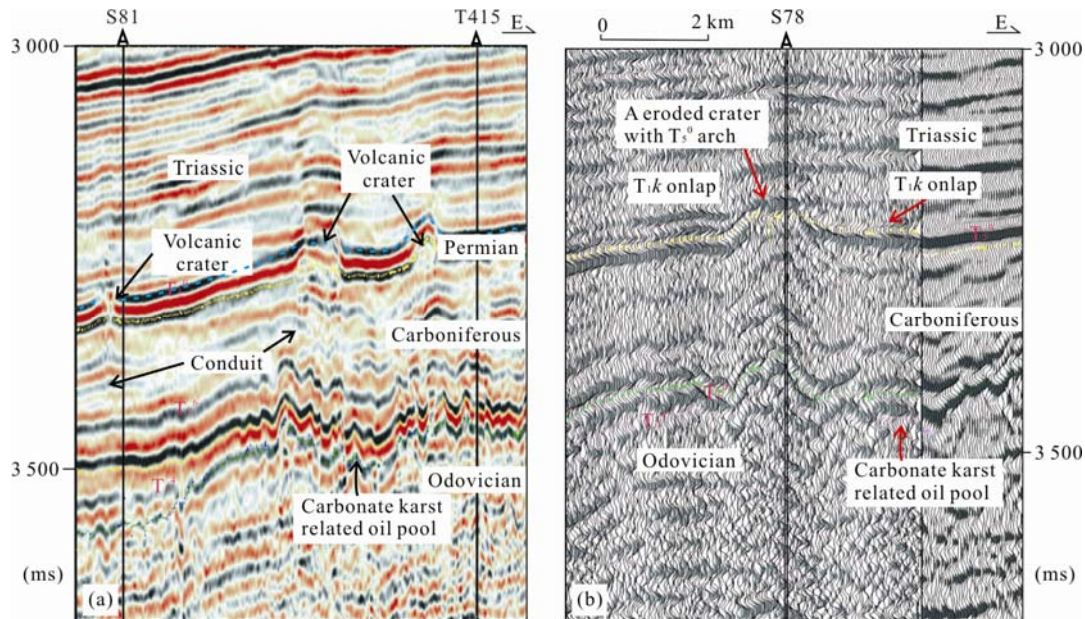 S81
T415
E
3 000
Triassic
Volcanic
crater
Volcanic
crater
Permian
Carboniferous
Conduit
3 500
Odovician
Carbonate karst
related oil pool
(ms)
(a)
0
2 km
S78
E
3 000
A eroded crater
with T₅⁰ arch
Triassic
T₁k onlap
T₁k onlap
Carboniferous
Odovician
3 500
Carbonate karst
related oil pool
(ms)
(b)